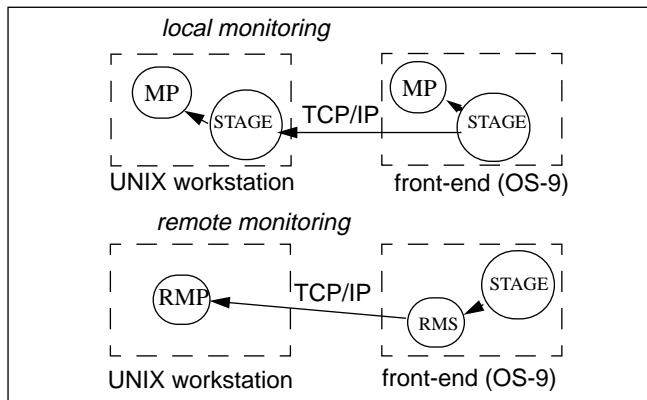 local monitoring
MP
STAGE
TCP/IP
MP
STAGE
UNIX workstation
front-end (OS-9)
remote monitoring
RMP
TCP/IP
RMS
STAGE
UNIX workstation
front-end (OS-9)